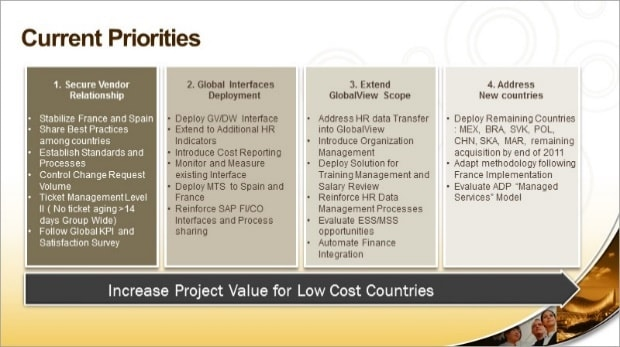 Current Priorities
1. Secure Vendor
Relationship
• Stabilize France and Spain
• Share Best Practices
among countries
• Establish Standards and
Processes
• Control Change Request
Volume
• Ticket Management Level
II ( No ticket aging >14
days Group Wide)
• Follow Global KPI and
Satisfaction Survey
2. Global Interfaces
Deployment
• Deploy GV/DW Interface
• Extend to Additional HR
Indicators
• Introduce Cost Reporting
• Monitor and Measure
existing Interface
• Deploy MTS to Spain and
France
• Reinforce SAP FI/CO
Interfaces and Process
sharing
3. Extend
GlobalView Scope
• Address HR data Transfer
into GlobalView
• Introduce Organization
Management
• Deploy Solution for
Training Management and
Salary Review
• Reinforce HR Data
Management Processes
• Evaluate ESS/MSS
opportunities
• Automate Finance
Integration
4. Address
New countries
• Deploy Remaining Countries
: MEX, BRA, SVK, POL,
CHN, SKA, MAR, remaining
acquisition by end of 2011
• Adapt methodology following
France Implementation
• Evaluate ADP “Managed
Services” Model
Increase Project Value for Low Cost Countries